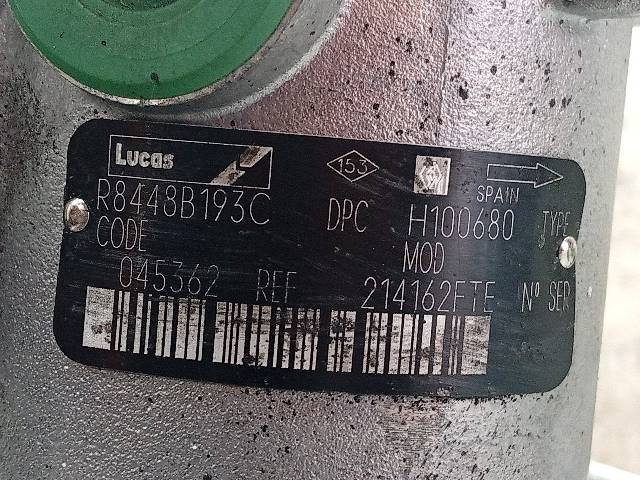 Lucas
153
SPAIN
R8448B193C DPC H100680 TYPE
CODE MOD
045362 REF 214162FTE Nº SER